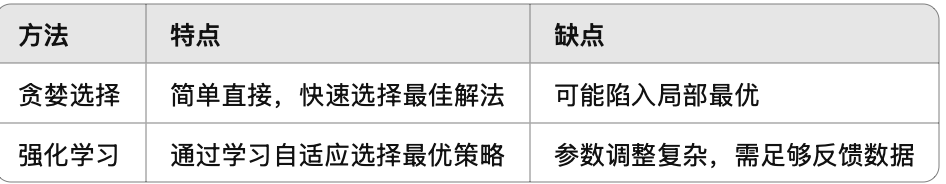 方法 特点 缺点
贪婪选择 简单直接，快速选择最佳解法 可能陷入局部最优
强化学习 通过学习自适应选择最优策略 参数调整复杂，需足够反馈数据